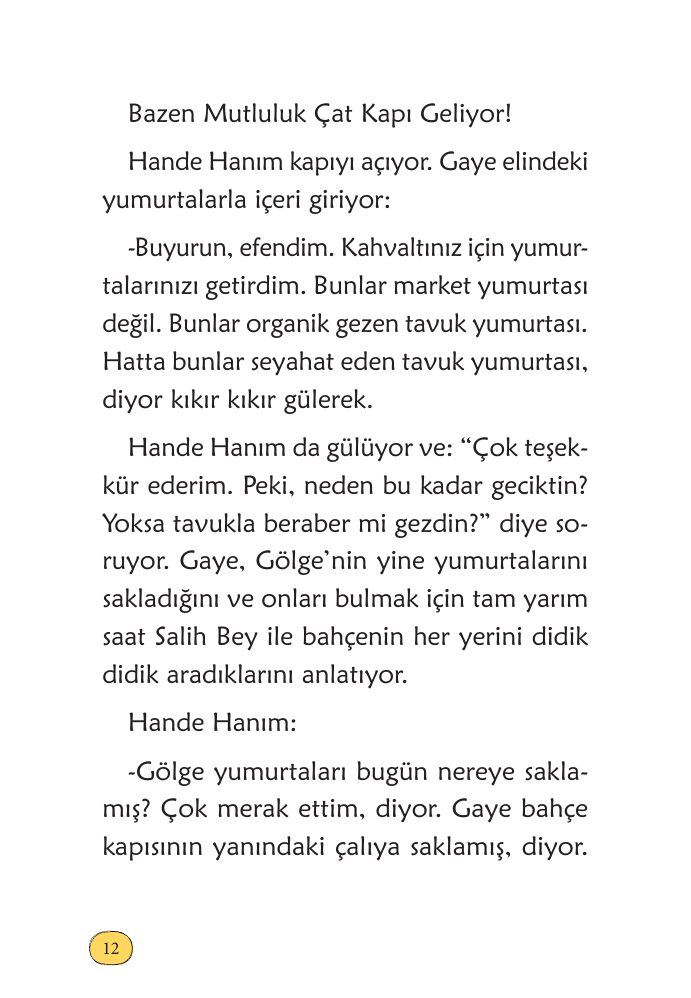 Bazen Mutluluk Çat Kapı Geliyor!
Hande Hanım kapıyı açıyor. Gaye elindeki
yumurtalarla içeri giriyor:
-Buyurun, efendim. Kahvaltınız için yumur-
talarınızı getirdim. Bunlar market yumurtası
değil. Bunlar organik gezen tavuk yumurtası.
Hatta bunlar seyahat eden tavuk yumurtası,
diyor kıkır kıkır gülerek.
Hande Hanım da gülüyor ve: “Çok teşek-
kür ederim. Peki, neden bu kadar geciktin?
Yoksa tavukla beraber mi gezdin?” diye so-
ruyor. Gaye, Gölge’nin yine yumurtalarını
sakladığını ve onları bulmak için tam yarım
saat Salih Bey ile bahçenin her yerini didik
didik aradıklarını anlatıyor.
Hande Hanım:
-Gölge yumurtaları bugün nereye sakla-
mış? Çok merak ettim, diyor. Gaye bahçe
kapısının yanındaki çalıya saklamış, diyor.
12